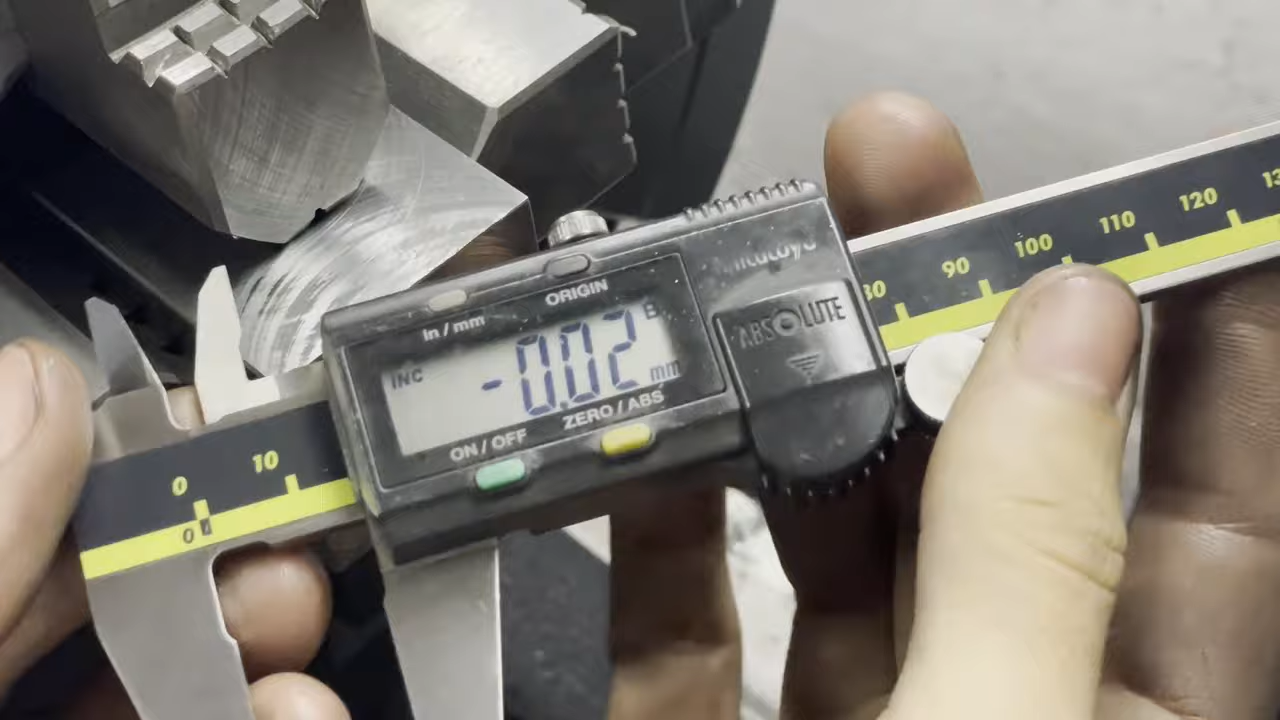 ORIGIN
in/mm
Mitutoyo
INC -0.02 B mm
ABSOLUTE
ZERO/ABS
ON/OFF
0 10 90 100 110 120
0